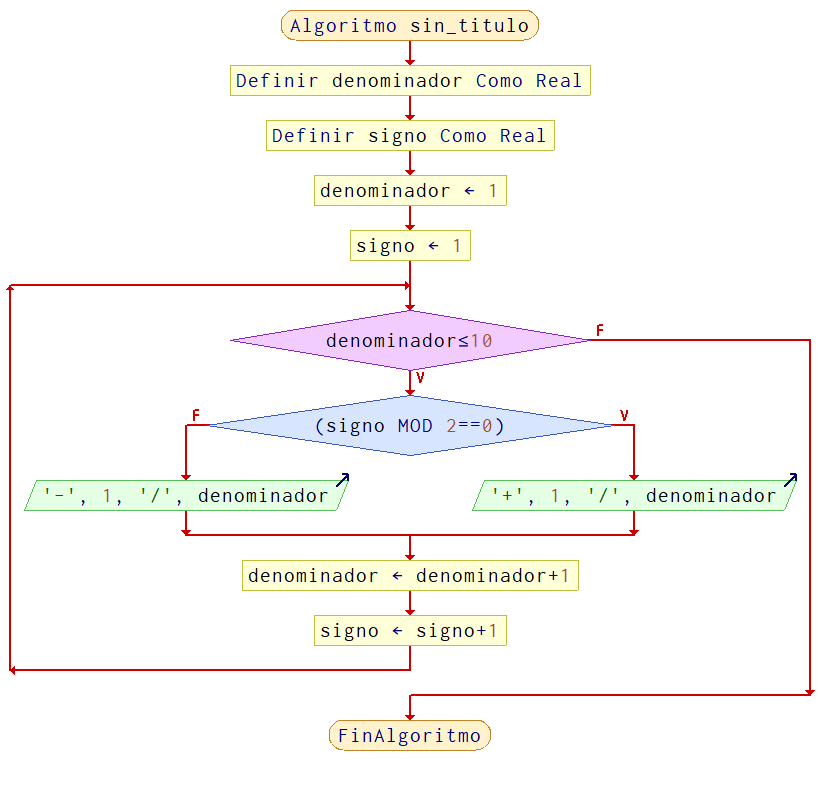 Algoritmo sin_titulo
Definir denominador Como Real
Definir signo Como Real
denominador ← 1
signo ← 1
denominador≤10
F
V
(signo MOD 2==0)
F
V
'-', 1, '/', denominador
'+', 1, '/', denominador
denominador ← denominador+1
signo ← signo+1
FinAlgoritmo